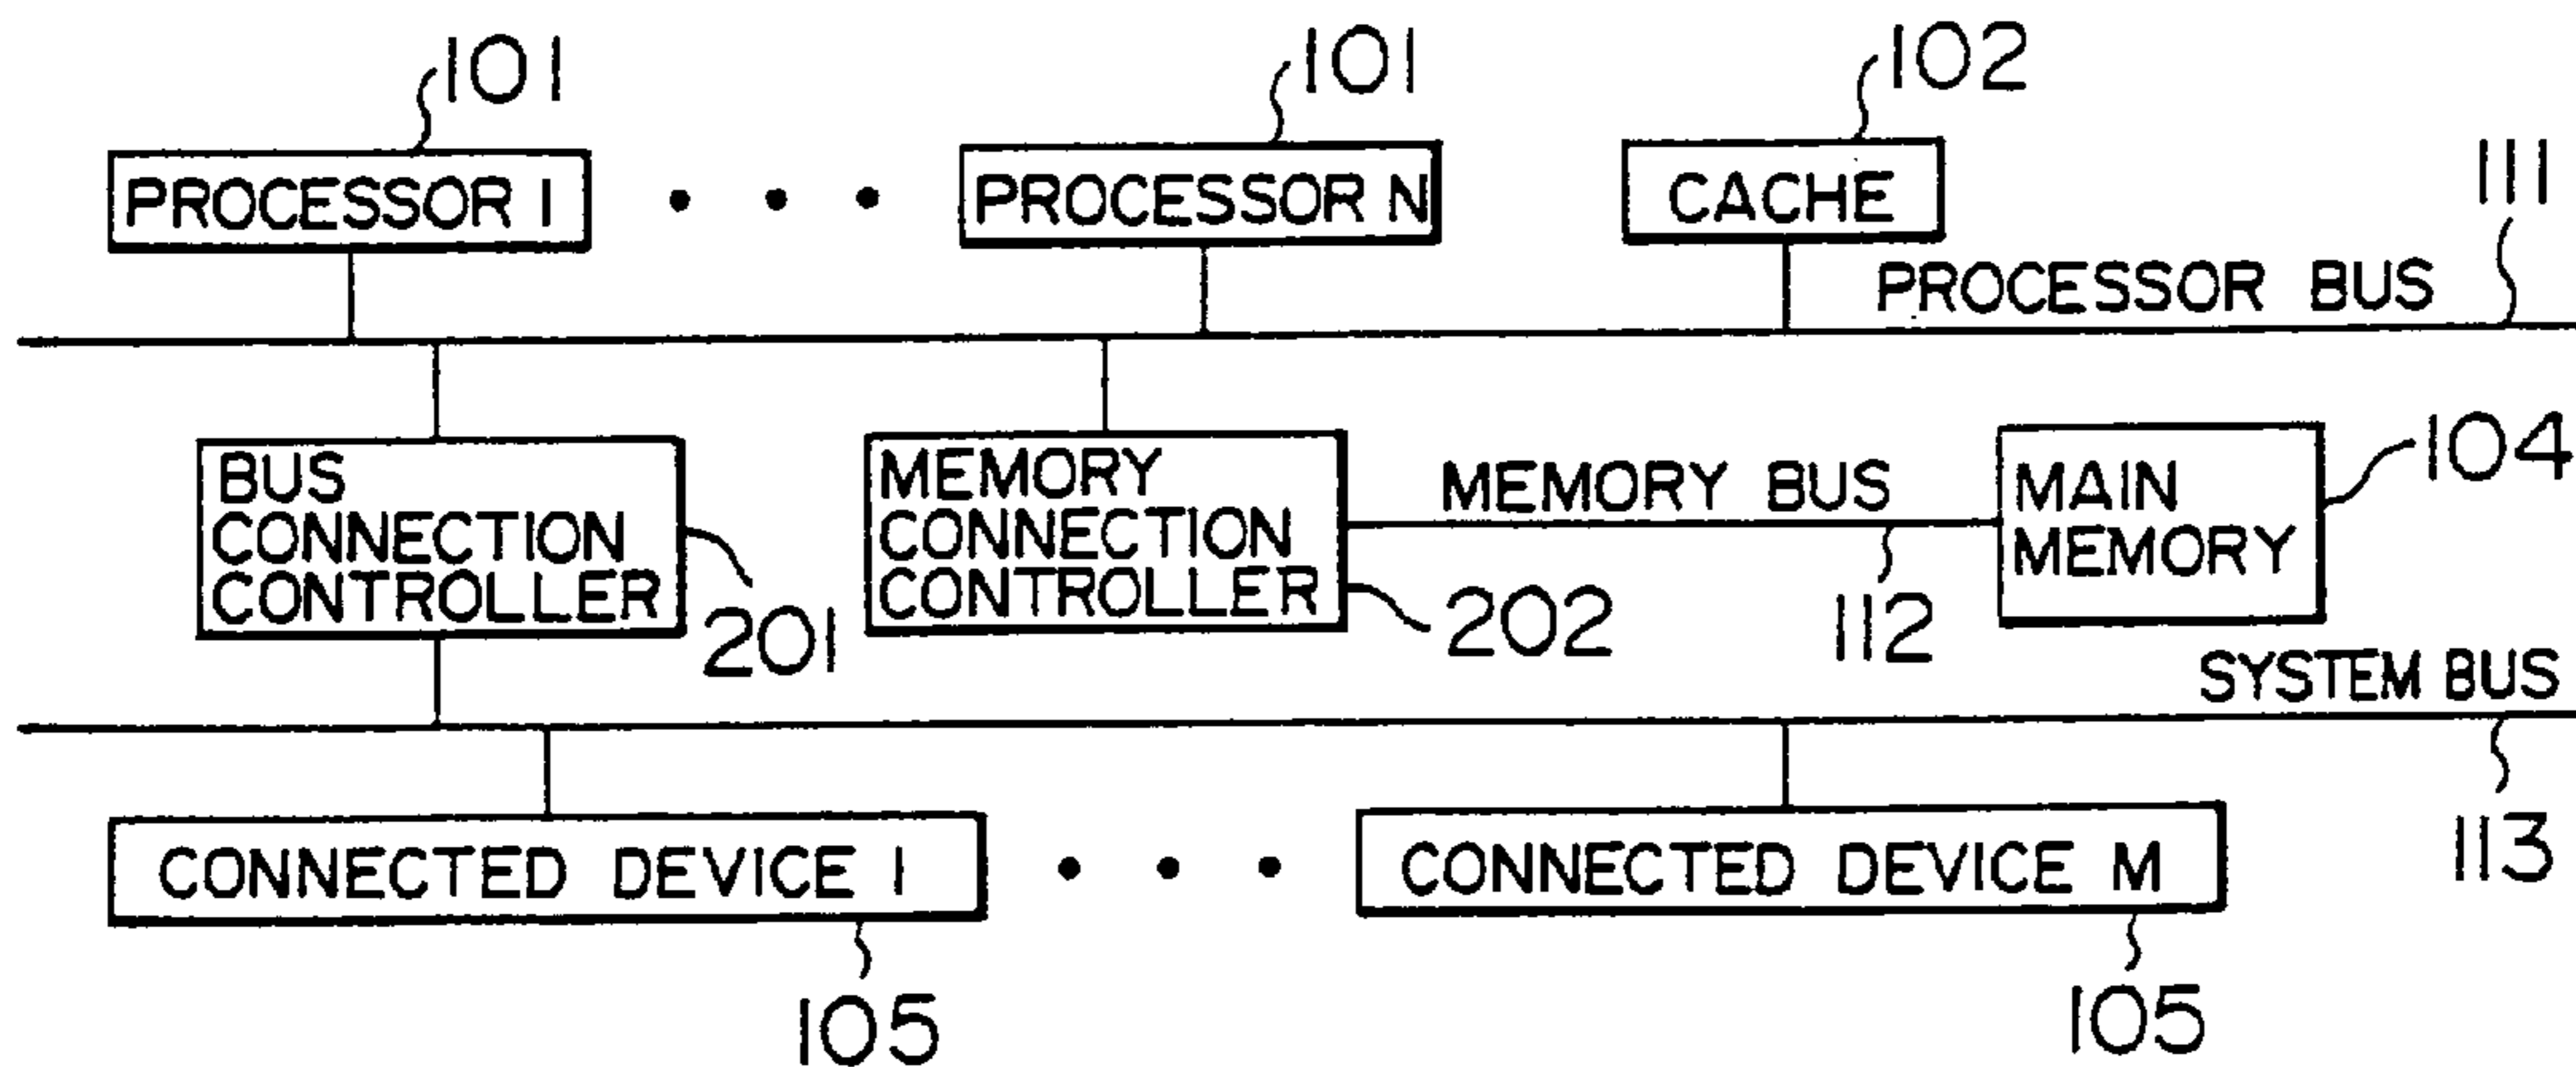 101
101
102
PROCESSOR 1
PROCESSOR N
CACHE
111
PROCESSOR BUS
BUS
CONNECTION
CONTROLLER
201
MEMORY
CONNECTION
CONTROLLER
202
MEMORY BUS
112
MAIN
MEMORY
104
SYSTEM BUS
113
CONNECTED DEVICE 1
CONNECTED DEVICE M
105
105